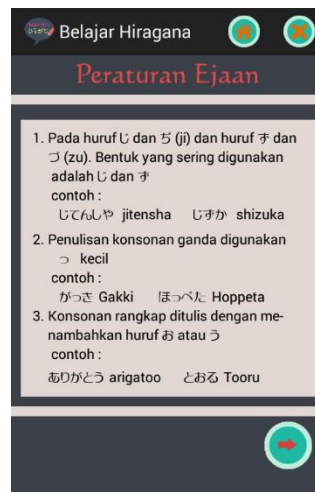 Belajar Hiragana
Peraturan Ejaan
1. Pada huruf じ dan ぢ (ji) dan huruf ず dan
づ (zu). Bentuk yang sering digunakan
adalah じ dan ず
contoh :
じてんしや jitensha しずか shizuka
2. Penulisan konsonan ganda digunakan
っ kecil
contoh :
がっき Gakki ほっぺた Hoppeta
3. Konsonan rangkap ditulis dengan me-
nambahkan huruf お atau う
contoh :
ありがとう arigatoo とおる Tooru